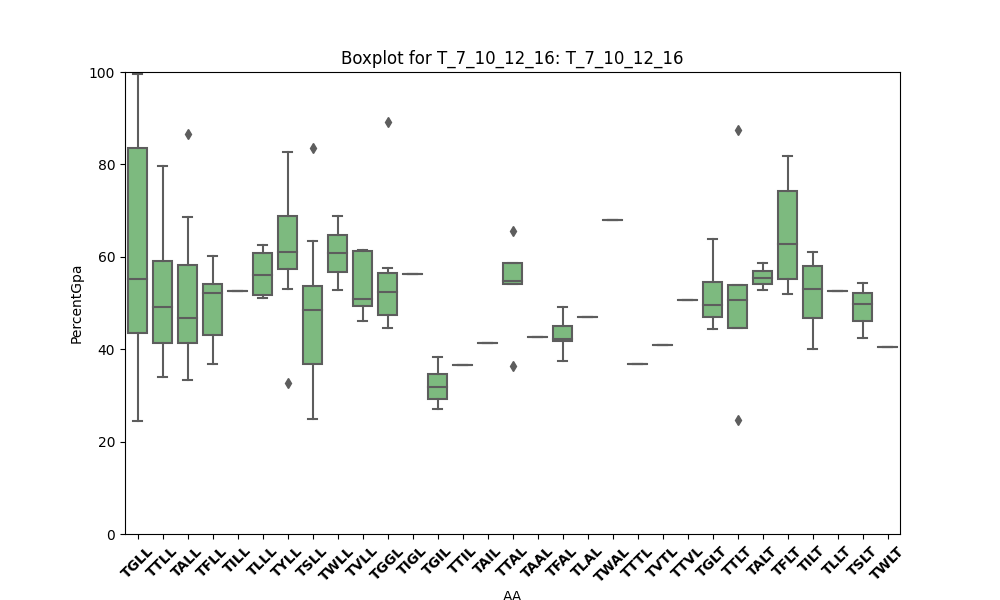 Boxplot for T_7_10_12_16: T_7_10_12_16
PercentGpa
100
80
60
40
20
0
TGLL TTLL TALL TFLL TILL TLLL TYLL TSLL TWLL TVLL TGGL TIGL TGIL TTIL TAIL TTAL TAAL TFAL TLAL TWAL TTTL TVTL TTVL TGLT TTLT TALT TFLT TILT TLLT TSLT TWLT
AA